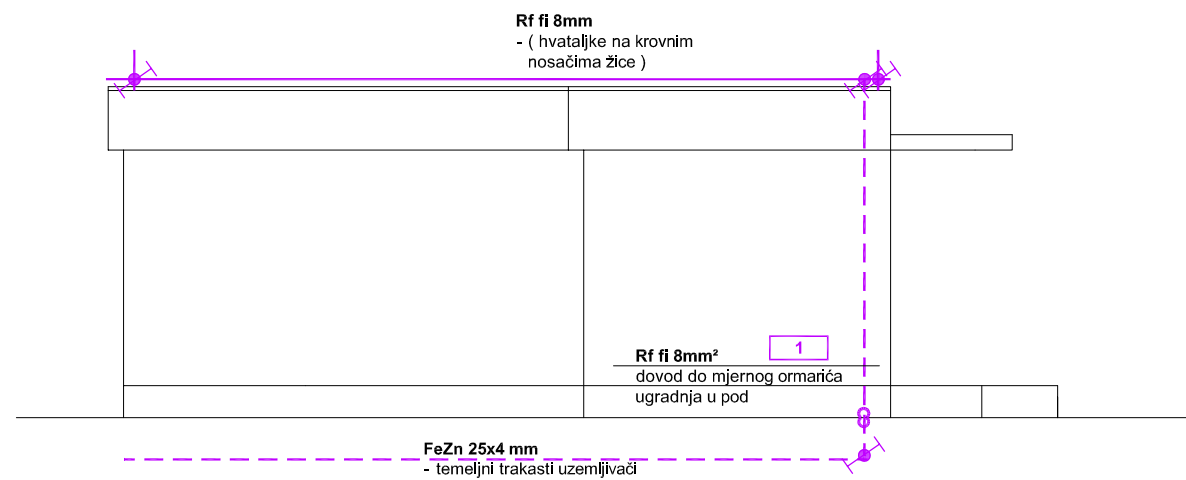 Rf fi 8mm
- ( hvataljke na krovnim
nosačima žice )
1
Rf fi 8mm²
dovod do mjernog ormarića
ugradnja u pod
FeZn 25x4 mm
- temeljni trakasti uzemljivači